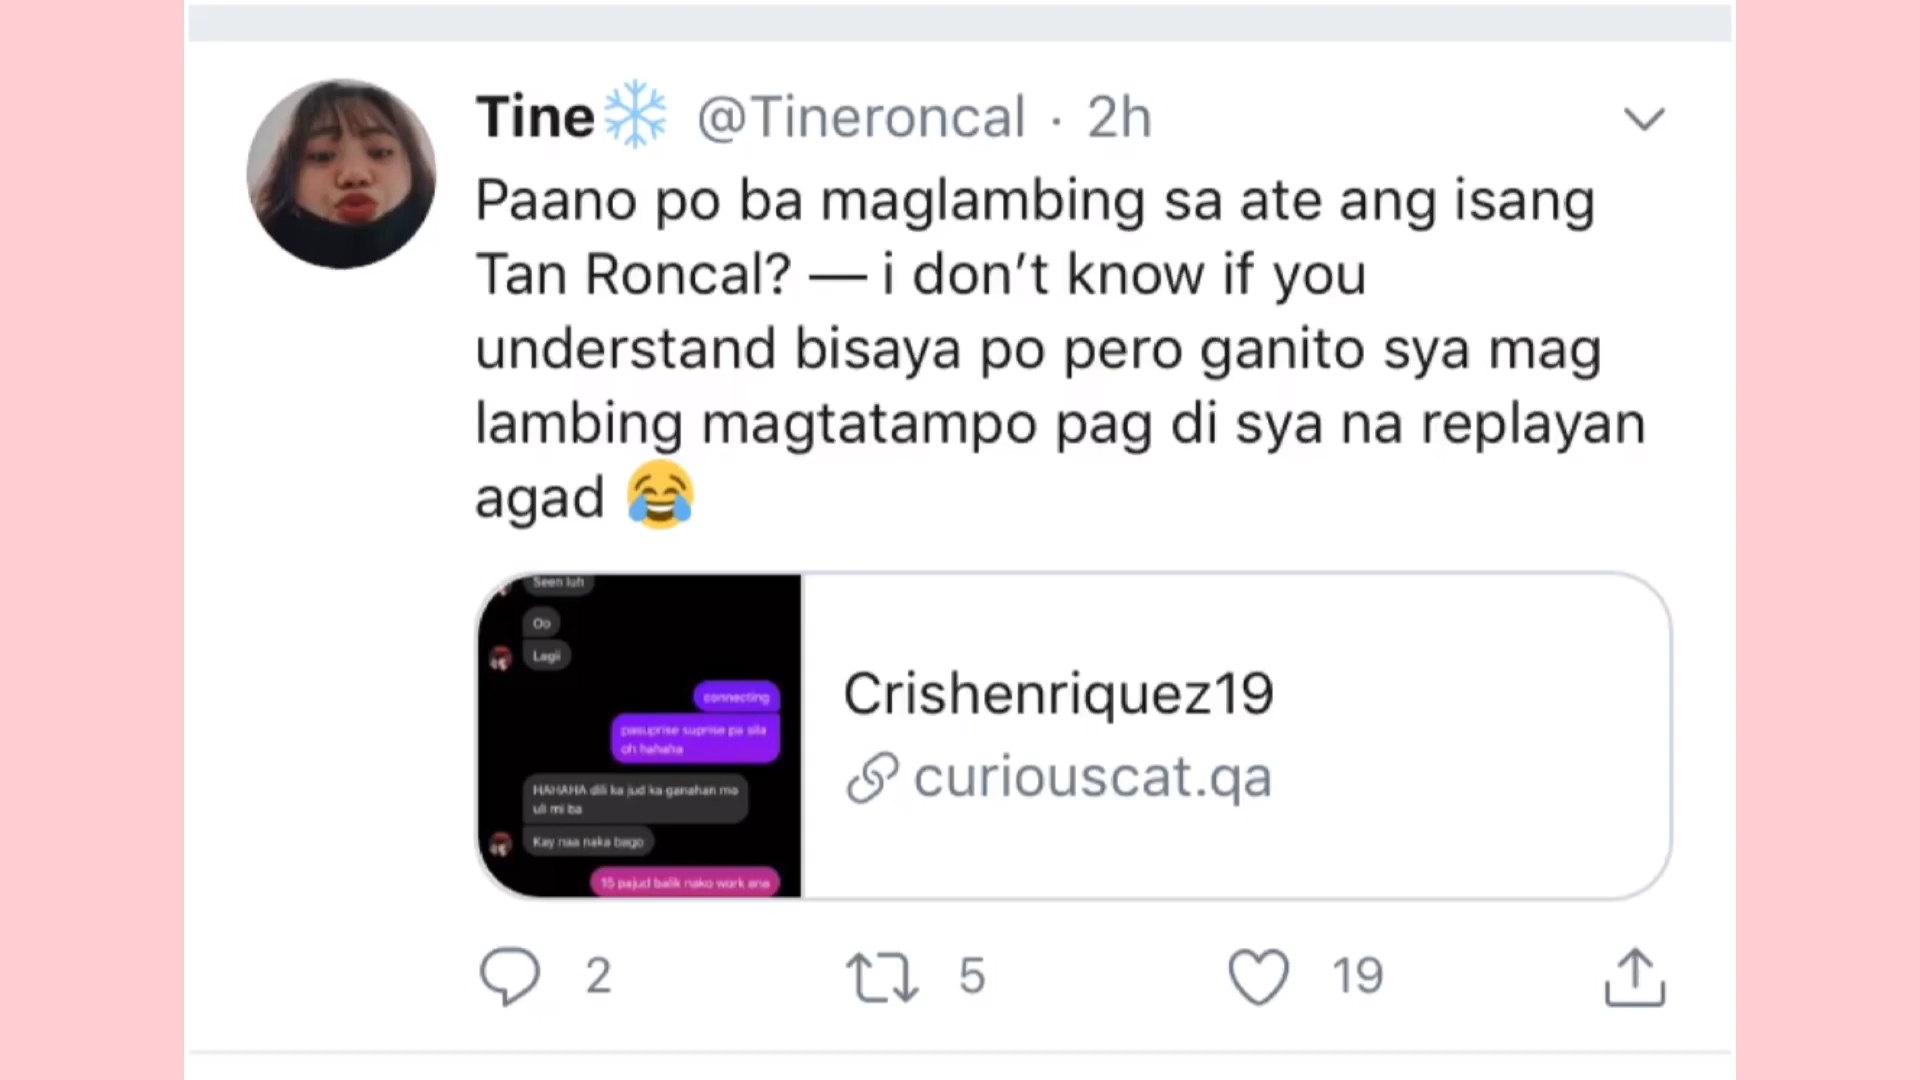 Tine❄️ @Tineroncal · 2h
Paano po ba maglambing sa ate ang isang
Tan Roncal? — i don't know if you
understand bisaya po pero ganito sya mag
lambing magtatampo pag di sya na replayan
agad 😂
Seen luh
Oo
Lagii
connecting
pasuprise suprise pa sila
oh hahaha
HAHAHA dili ka jud ka ganahan mo
uli mi ba
Kay naa naka bago
15 pajud balik nako work ana
Crishenriquez19
curiouscat.qa
2 5 19